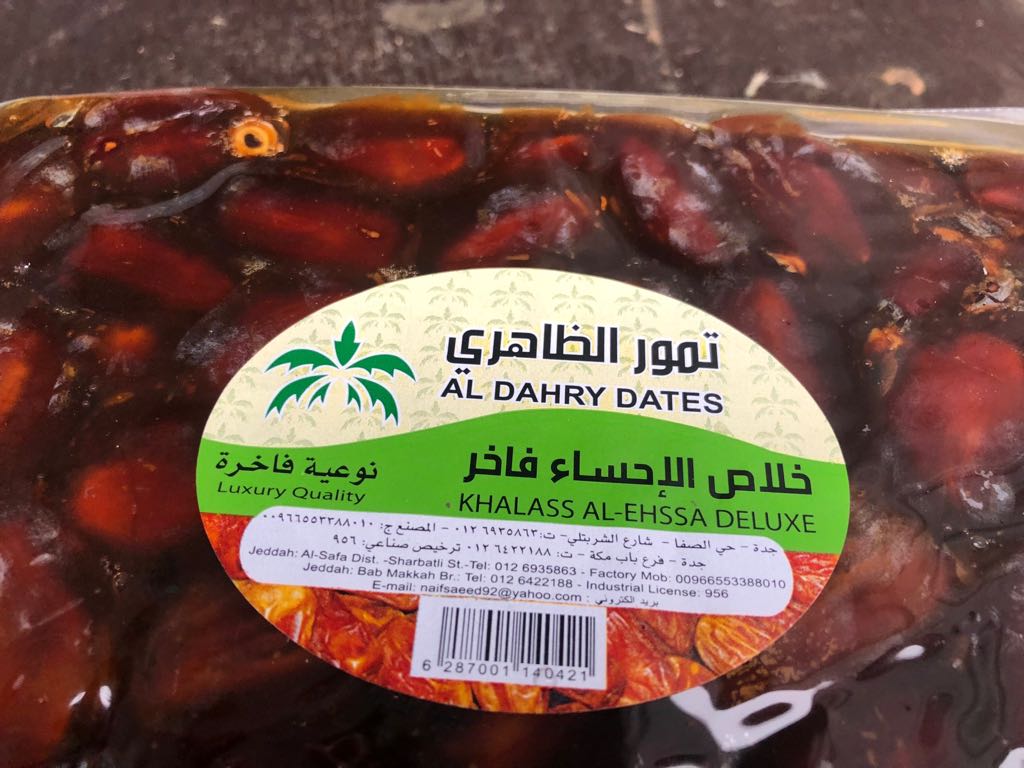 تمور الظاهري
AL DAHRY DATES
خلاص الإحساء فاخر
KHALASS AL-EHSSA DELUXE
نوعية فاخرة
Luxury Quality
جدة - حي الصفا - شارع الشربتلي- ت: ٠١٢٦٩٣٥٨٦٣ - المصنع ج: ٠٠٩٦٦٥٥٣٣٨٨٠١٠
جدة - فرع باب مكة - ت: ٠١٢٦٤٢٢١٨٨ ترخيص صناعي: ٩٥٦
Jeddah: Al-Safa Dist. -Sharbatli St.-Tel: 012 6935863 - Factory Mob: 00966553388010
Jeddah: Bab Makkah Br.: Tel: 012 6422188 - Industrial License: 956
E-mail: naifsaeed92@yahoo.com : بريد الكتروني
6 287001 140421